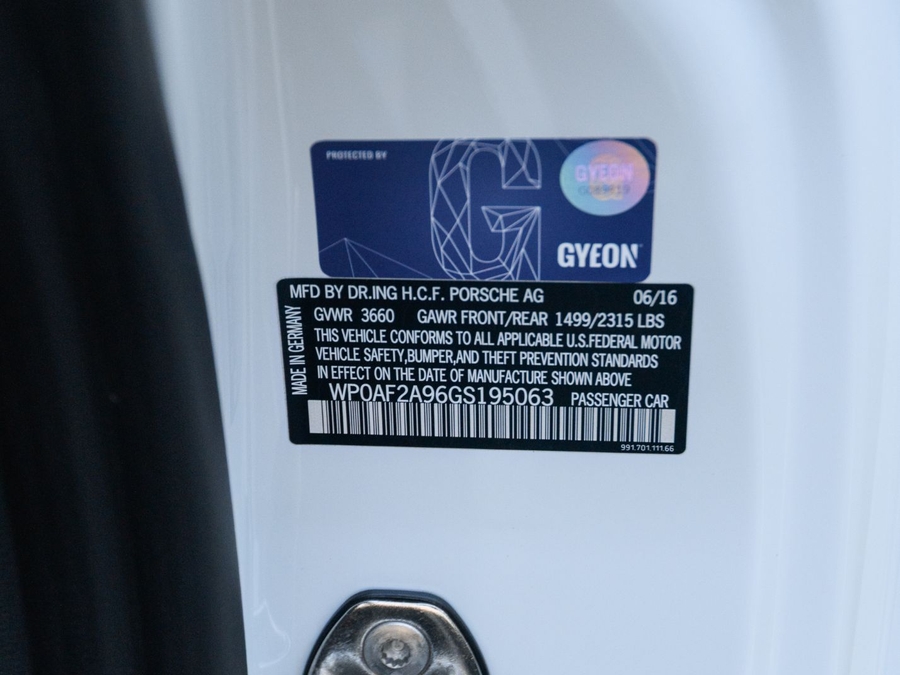 PROTECTED BY
G
GYEON
GYEON
MFD BY DR.ING H.C.F. PORSCHE AG 06/16
GVWR 3660 GAWR FRONT/REAR 1499/2315 LBS
THIS VEHICLE CONFORMS TO ALL APPLICABLE U.S.FEDERAL MOTOR
VEHICLE SAFETY,BUMPER,AND THEFT PREVENTION STANDARDS
IN EFFECT ON THE DATE OF MANUFACTURE SHOWN ABOVE
WP0AF2A96GS195063 PASSENGER CAR
991.701.111.66
MADE IN GERMANY